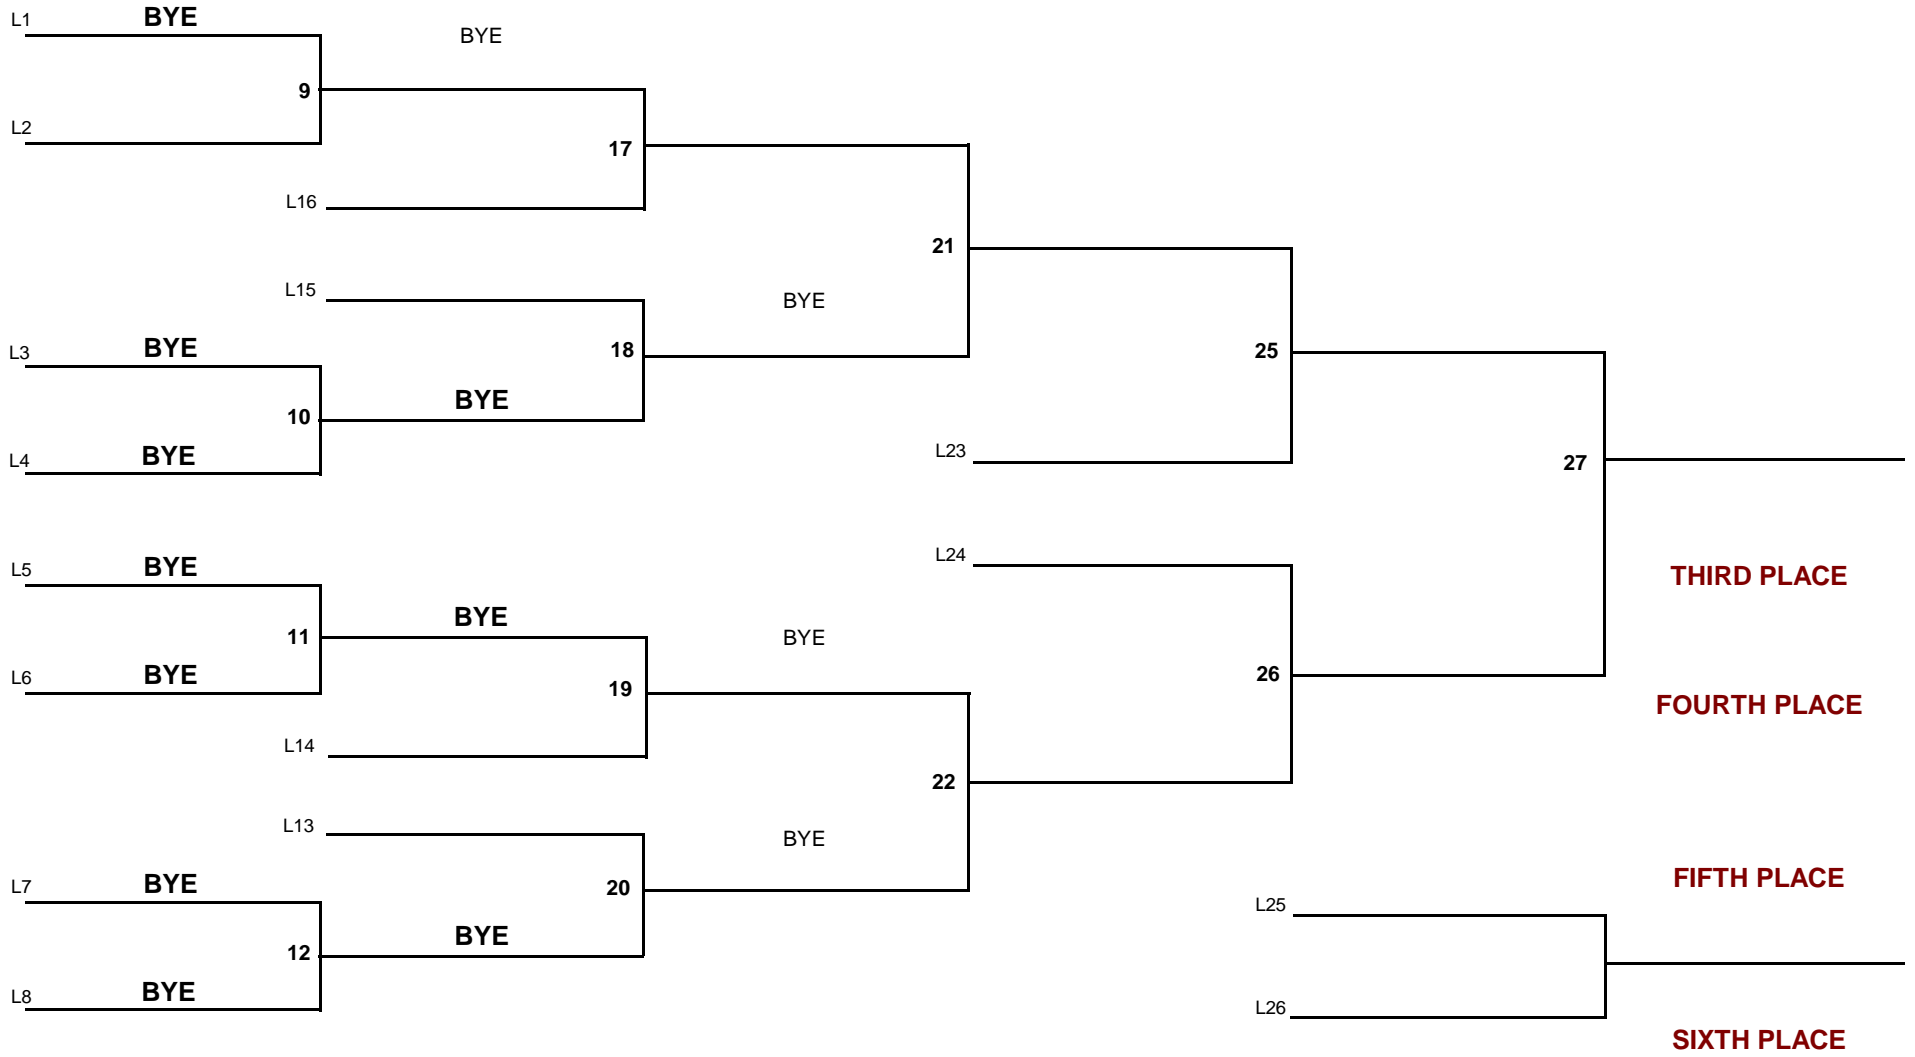 L1 BYE
BYE
9
L2
17
L16
21
L15
BYE
L3 BYE
18
25
BYE
10
L4 BYE
L23
27
L24
L5 BYE
THIRD PLACE
BYE
11
BYE
L6 BYE
26
19
FOURTH PLACE
L14
22
L13
BYE
L7 BYE
20
FIFTH PLACE
L25
BYE
12
L8 BYE
L26
SIXTH PLACE